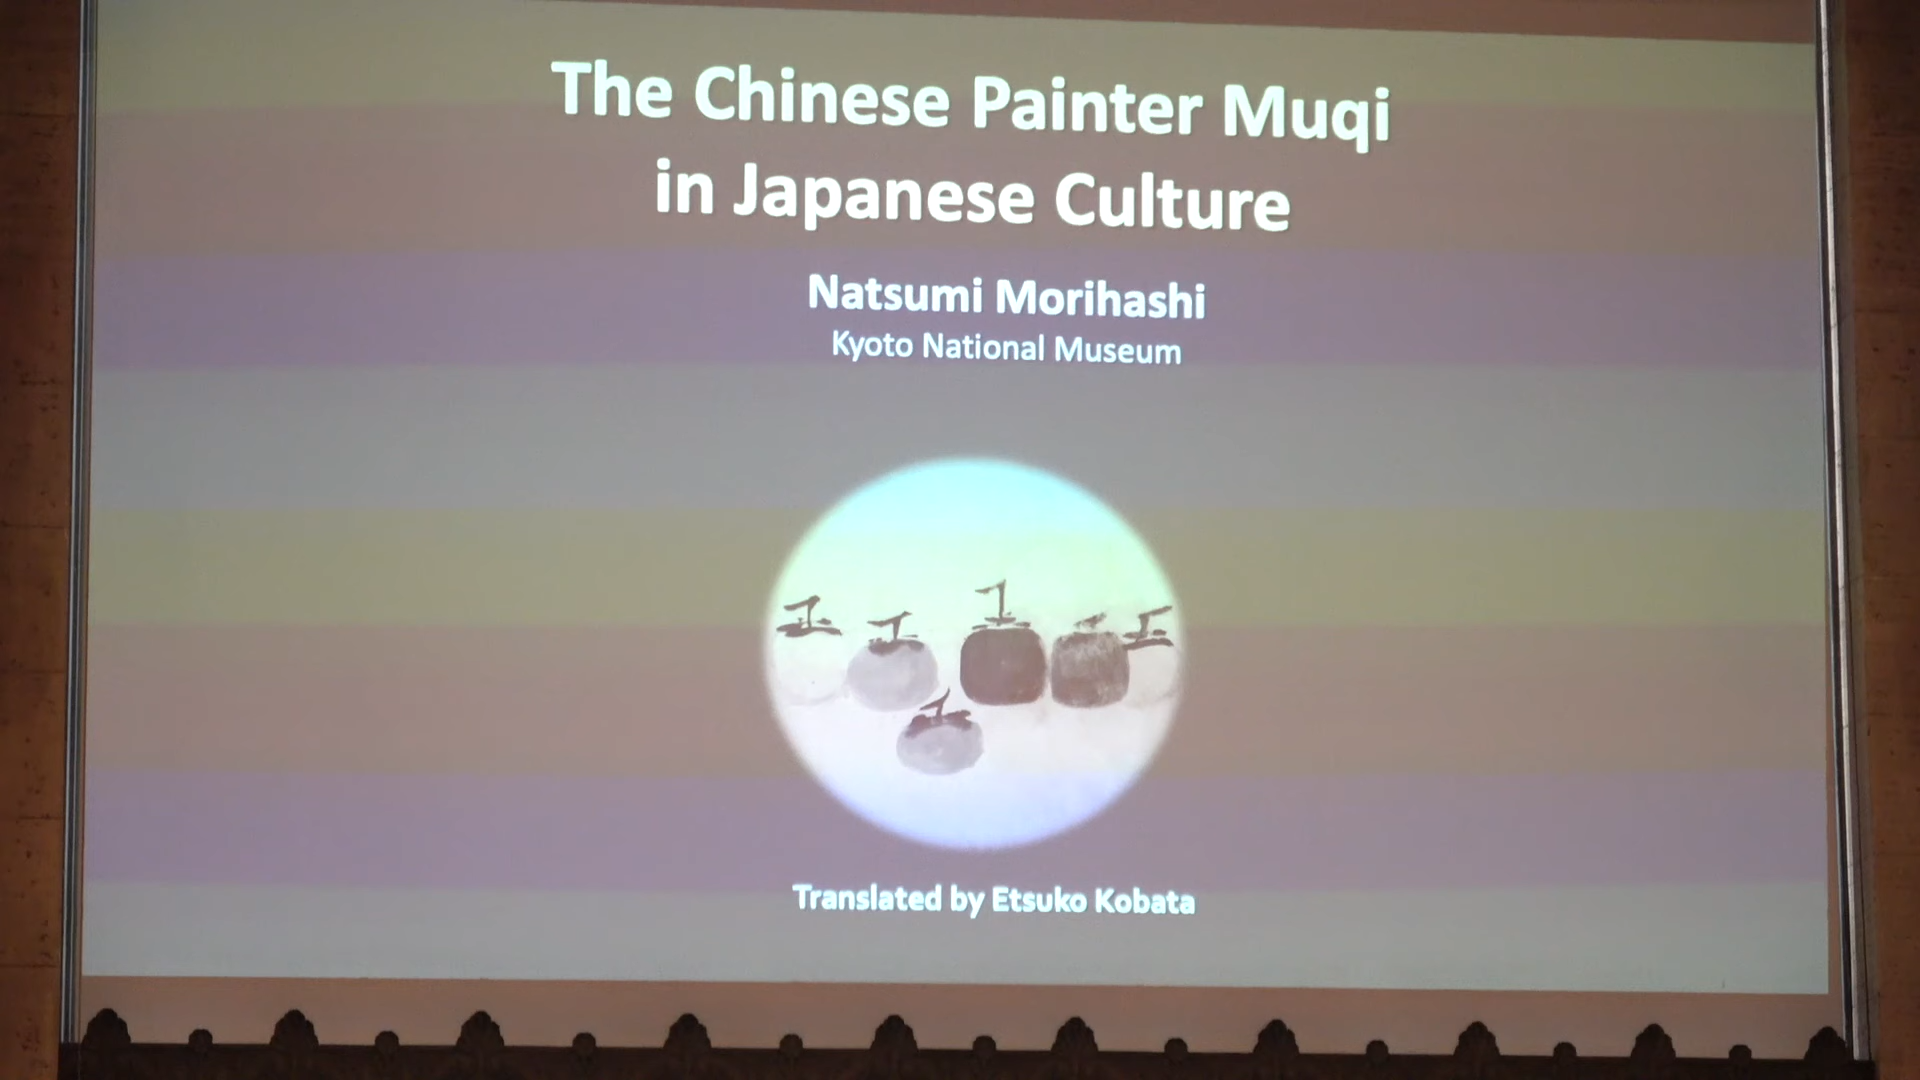 The Chinese Painter Muqi
in Japanese Culture
Natsumi Morihashi
Kyoto National Museum
Translated by Etsuko Kobata